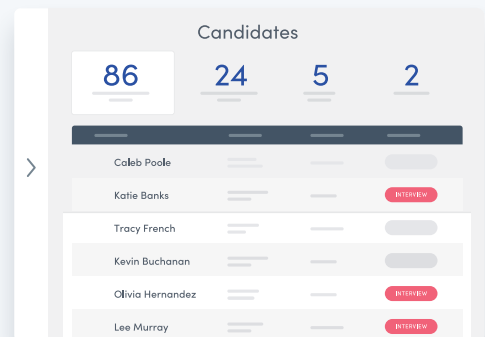 Candidates
86 24 5 2
Caleb Poole
Katie Banks INTERVIEW
Tracy French
Kevin Buchanan
Olivia Hernandez INTERVIEW
Lee Murray INTERVIEW